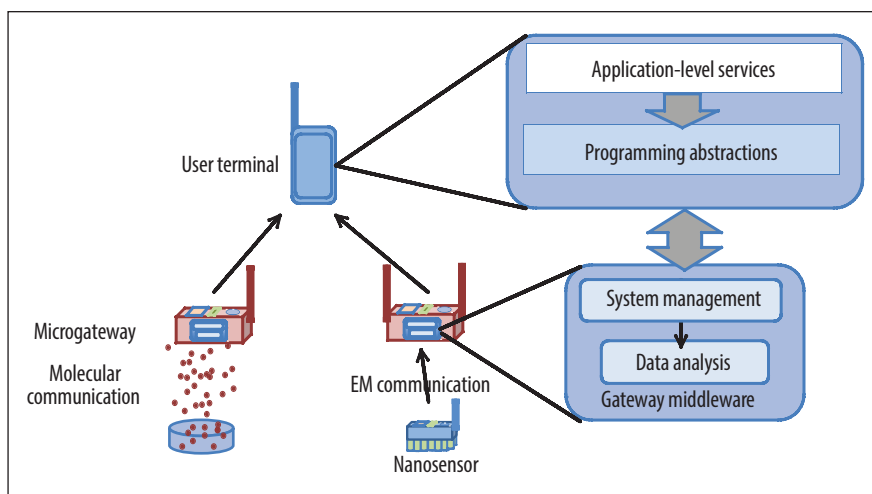 Application-level services
Programming abstractions
User terminal
System management
Data analysis
Gateway middleware
Microgateway
Molecular
communication
EM communication
Nanosensor